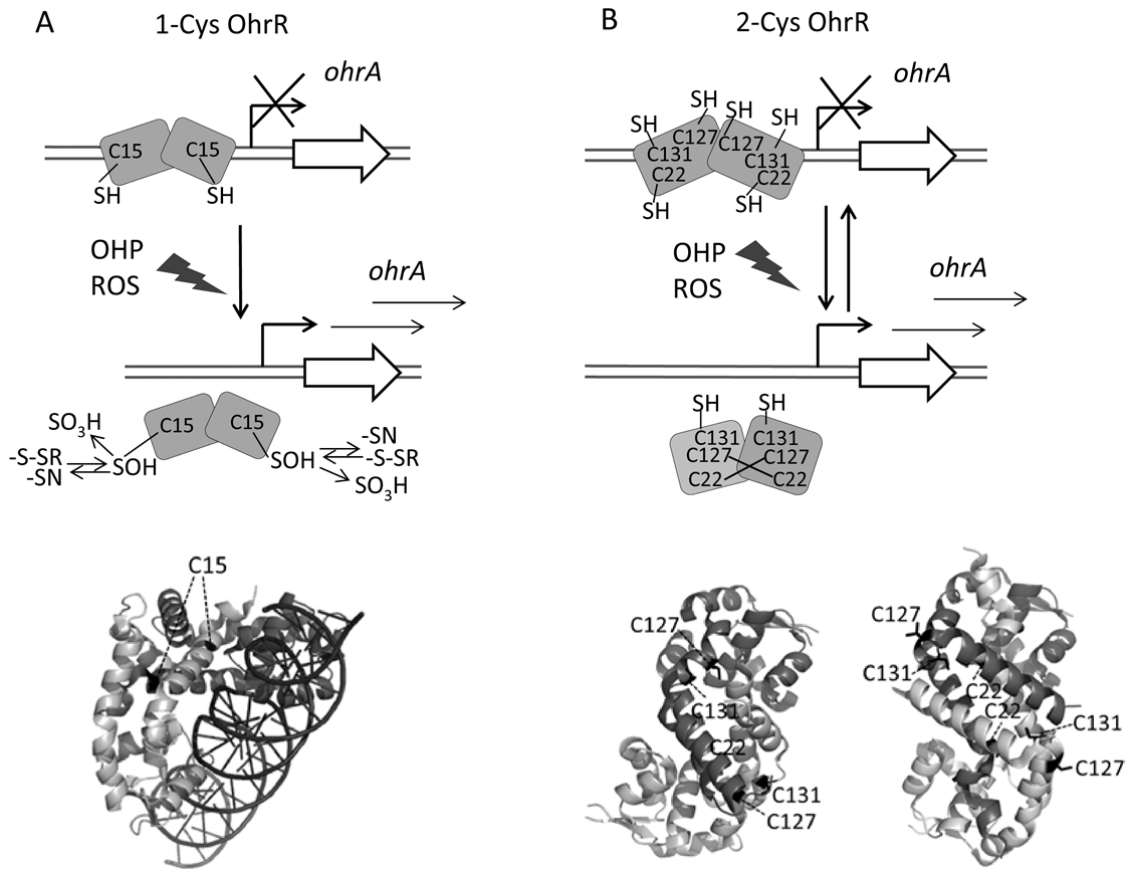 A
1-Cys OhrR
ohrA
C15
C15
SH
SH
OHP
ROS
ohrA
C15
C15
SO3H
-S-SR
-SN
SOH
SOH
-SN
-S-SR
SO3H
C15
B
2-Cys OhrR
ohrA
SH
SH
SH
SH
C127
C127
C131
C131
C22
C22
SH
SH
OHP
ROS
ohrA
SH
SH
C131
C131
C127
C127
C22
C22
C127
C131
C22
C131
C127
C127
C131
C22
C22
C131
C127